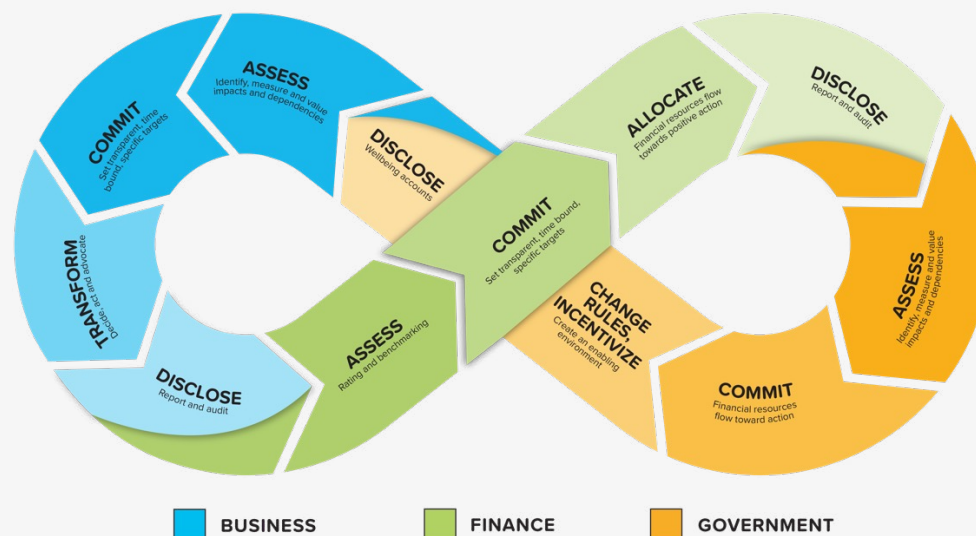 ASSESS
Identify, measure and value
impacts and dependencies
COMMIT
Set transparent, time
bound, specific targets
TRANSFORM
Decide, act and advocate
DISCLOSE
Report and audit
ASSESS
Rating and benchmarking
COMMIT
Set transparent, time bound,
specific targets
ALLOCATE
Financial resources flow
towards positive action
DISCLOSE
Report and audit
ASSESS
Identify, measure and value
impacts and dependencies
COMMIT
Financial resources
flow toward action
CHANGE
RULES,
INCENTIVIZE
Create an enabling
environment
DISCLOSE
Wellbeing accounts
BUSINESS
FINANCE
GOVERNMENT